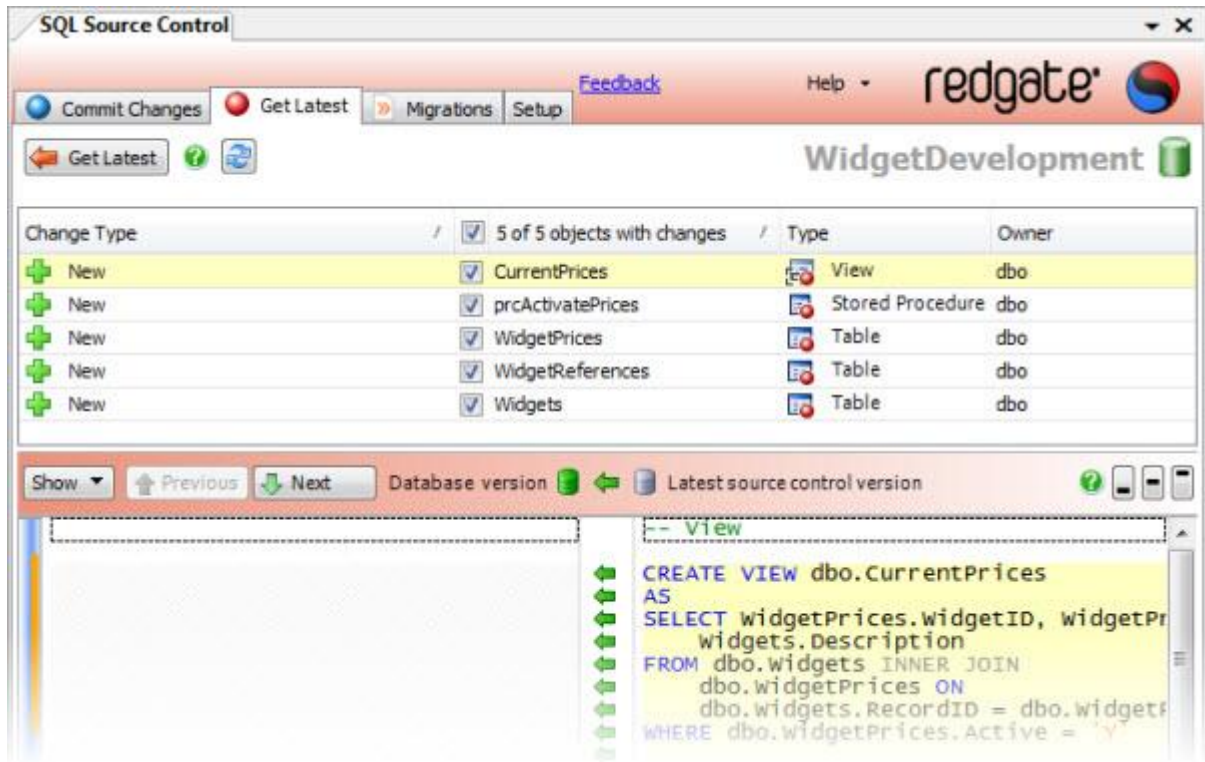 SQL Source Control
Feedback Help redgate
Commit Changes Get Latest Migrations Setup
Get Latest WidgetDevelopment
Change Type 5 of 5 objects with changes Type Owner
New CurrentPrices View dbo
New prcActivatePrices Stored Procedure dbo
New WidgetPrices Table dbo
New WidgetReferences Table dbo
New Widgets Table dbo
Show Previous Next Database version Latest source control version
-- View
CREATE VIEW dbo.CurrentPrices
AS
SELECT WidgetPrices.WidgetID, WidgetPr
Widgets.Description
FROM dbo.Widgets INNER JOIN
dbo.WidgetPrices ON
dbo.Widgets.RecordID = dbo.WidgetP
WHERE dbo.WidgetPrices.Active = 'Y'